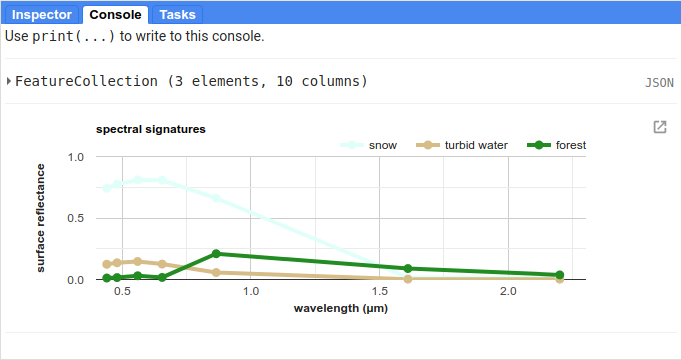 Inspector Console Tasks
Use print(...) to write to this console.
FeatureCollection (3 elements, 10 columns)
JSON
spectral signatures
snow turbid water forest
1.0
0.5
0.0
surface reflectance
0.5 1.0 1.5 2.0
wavelength (μm)